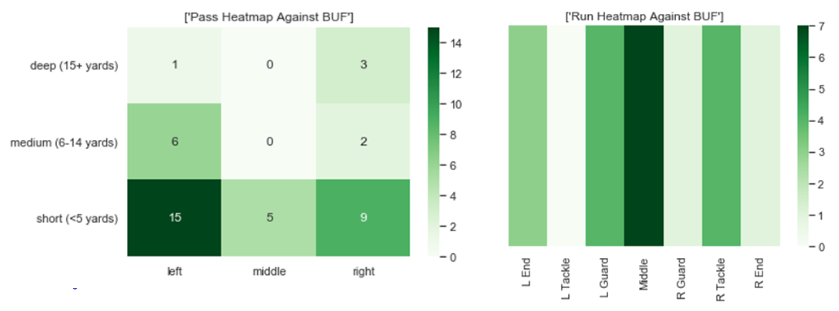 ['Pass Heatmap Against BUF']
deep (15+ yards) 1 0 3
medium (6-14 yards) 6 0 2
short (<5 yards) 15 5 9
left middle right
14
12
10
8
6
4
2
0
['Run Heatmap Against BUF']
L End
L Tackle
L Guard
Middle
R Guard
R Tackle
R End
7
6
5
4
3
2
1
0